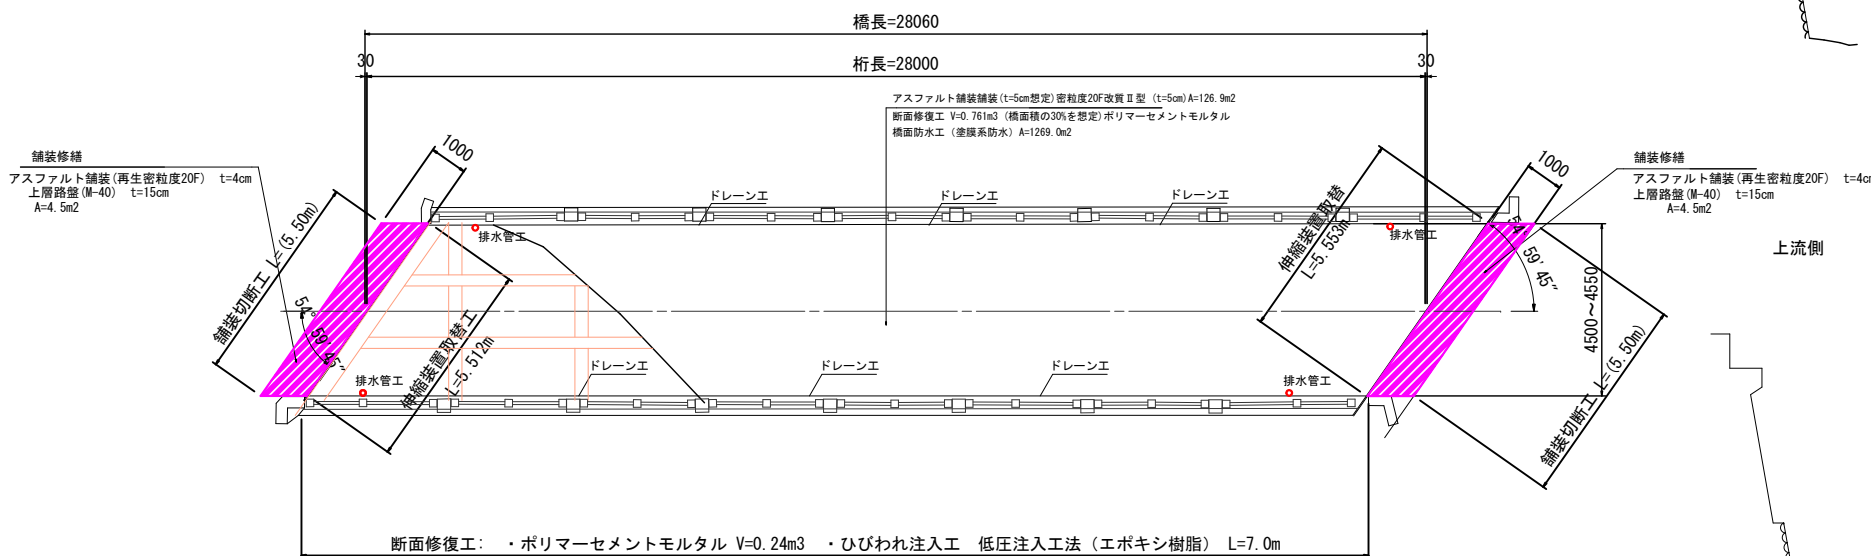 橋長=28060
30
桁長=28000
30
アスファルト舗装舗装(t=5cm想定)密粒度20F改質Ⅱ型 (t=5cm)A=126.9m2
断面修復工 V=0.761m3 (橋面積の30%を想定)ポリマーセメントモルタル
橋面防水工 (塗膜系防水) A=1269.0m2
舗装修繕
アスファルト舗装(再生密粒度20F) t=4cm
上層路盤(M-40) t=15cm
A=4.5m2
1000
舗装切断工 L=(5.50m)
54° 59′ 45″
伸縮装置取替工
L=5.512m
排水管工
排水管工
ドレーン工
ドレーン工
ドレーン工
ドレーン工
ドレーン工
ドレーン工
伸縮装置取替
L=5.553m
排水管工
排水管工
1000
舗装修繕
アスファルト舗装(再生密粒度20F) t=4cm
上層路盤(M-40) t=15cm
A=4.5m2
54° 59′ 45″
4500~4550
舗装切断工 L=(5.50m)
上流側
断面修復工: ・ポリマーセメントモルタル V=0.24m3 ・ひびわれ注入工 低圧注入工法(エポキシ樹脂) L=7.0m